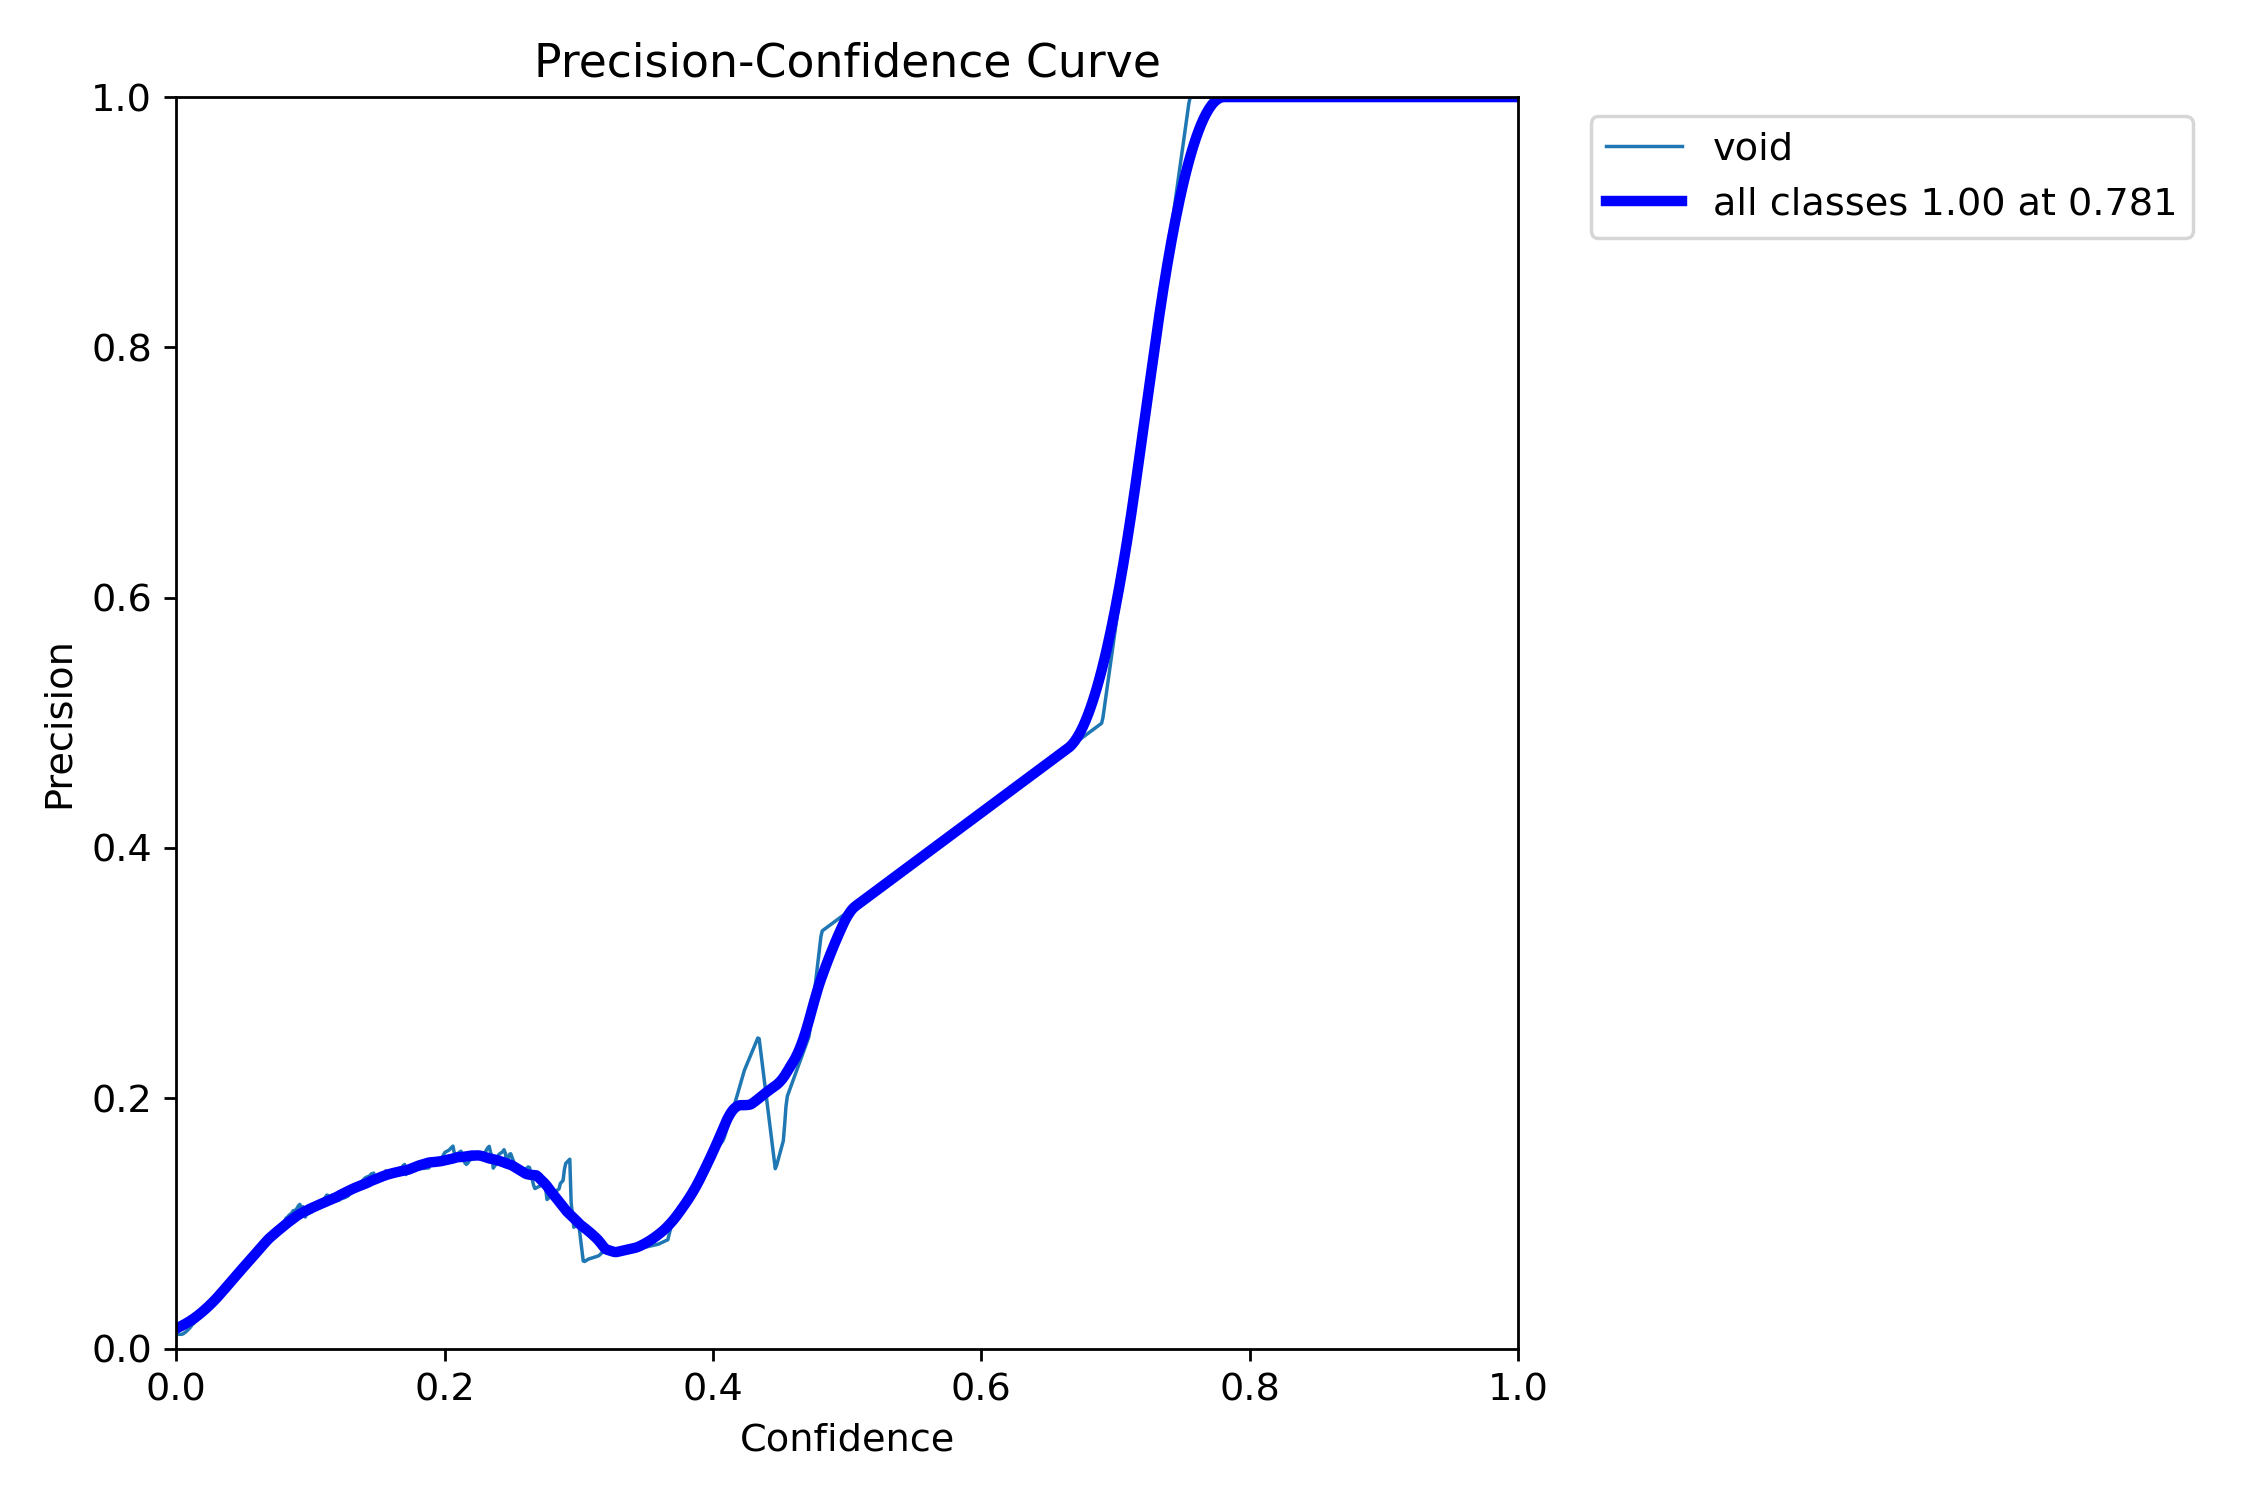 Precision-Confidence Curve
1.0
0.8
0.6
0.4
0.2
0.0
Precision
0.0 0.2 0.4 0.6 0.8 1.0
Confidence
void
all classes 1.00 at 0.781